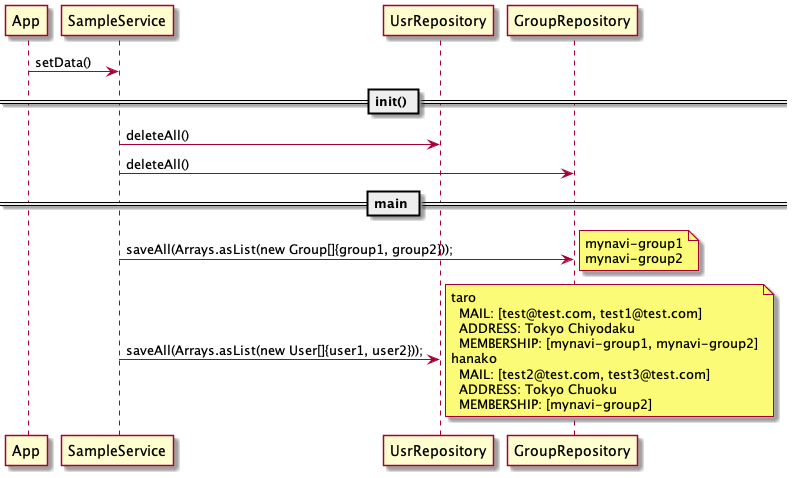 App
SampleService
UsrRepository
GroupRepository
setData()
init()
deleteAll()
deleteAll()
main
saveAll(Arrays.asList(new Group[]{group1, group2}));
mynavi-group1
mynavi-group2
taro
MAIL: [test@test.com, test1@test.com]
ADDRESS: Tokyo Chiyodaku
MEMBERSHIP: [mynavi-group1, mynavi-group2]
saveAll(Arrays.asList(new User[]{user1, user2}));
hanako
MAIL: [test2@test.com, test3@test.com]
ADDRESS: Tokyo Chuoku
MEMBERSHIP: [mynavi-group2]
App
SampleService
UsrRepository
GroupRepository